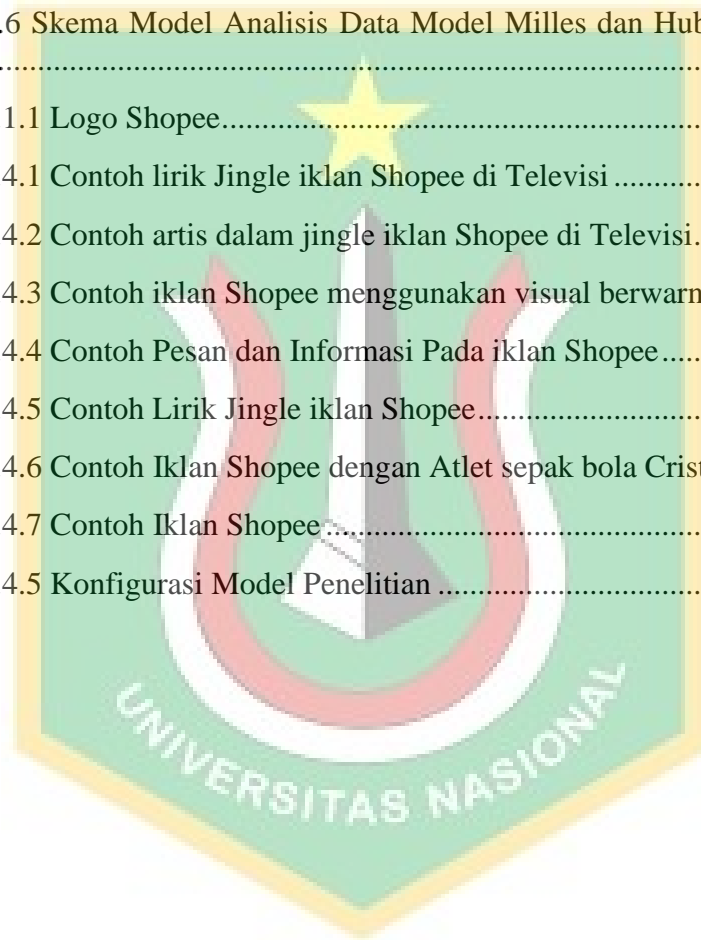 .6 Skema Model Analisis Data Model Milles dan Hub
................................................................................
1.1 Logo Shopee.........................................................
4.1 Contoh lirik Jingle iklan Shopee di Televisi ..........
4.2 Contoh artis dalam jingle iklan Shopee di Televisi.
4.3 Contoh iklan Shopee menggunakan visual berwarn
4.4 Contoh Pesan dan Informasi Pada iklan Shopee.....
4.5 Contoh Lirik Jingle iklan Shopee...........................
4.6 Contoh Iklan Shopee dengan Atlet sepak bola Crist
4.7 Contoh Iklan Shopee .............................................
4.5 Konfigurasi Model Penelitian ................................
UNIVERSITAS NASIONAL